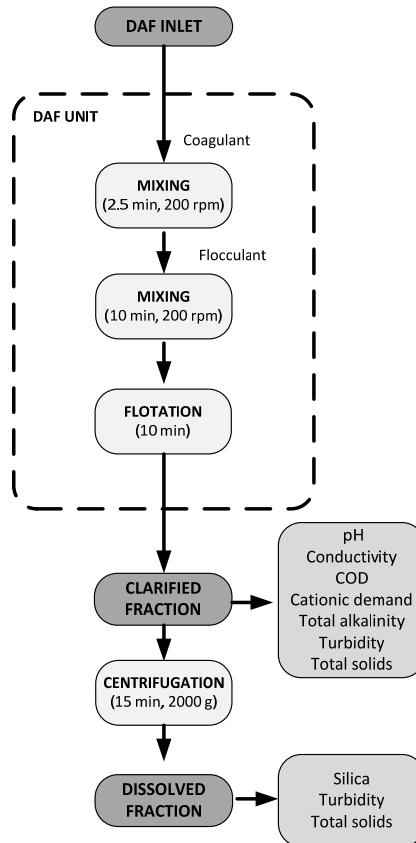 DAF INLET
DAF UNIT
Coagulant
MIXING
(2.5 min, 200 rpm)
Flocculant
MIXING
(10 min, 200 rpm)
FLOTATION
(10 min)
CLARIFIED
FRACTION
pH
Conductivity
COD
Cationic demand
Total alkalinity
Turbidity
Total solids
CENTRIFUGATION
(15 min, 2000 g)
DISSOLVED
FRACTION
Silica
Turbidity
Total solids